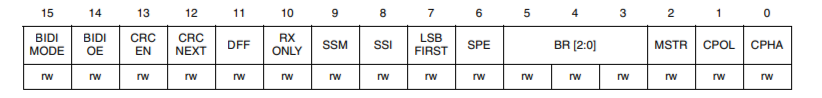 15 14 13 12 11 10 9 8 7 6 5 4 3 2 1 0
BIDI MODE BIDI OE CRC EN CRC NEXT DFF RX ONLY SSM SSI LSB FIRST SPE BR [2:0] MSTR CPOL CPHA
rw rw rw rw rw rw rw rw rw rw rw rw rw rw rw rw